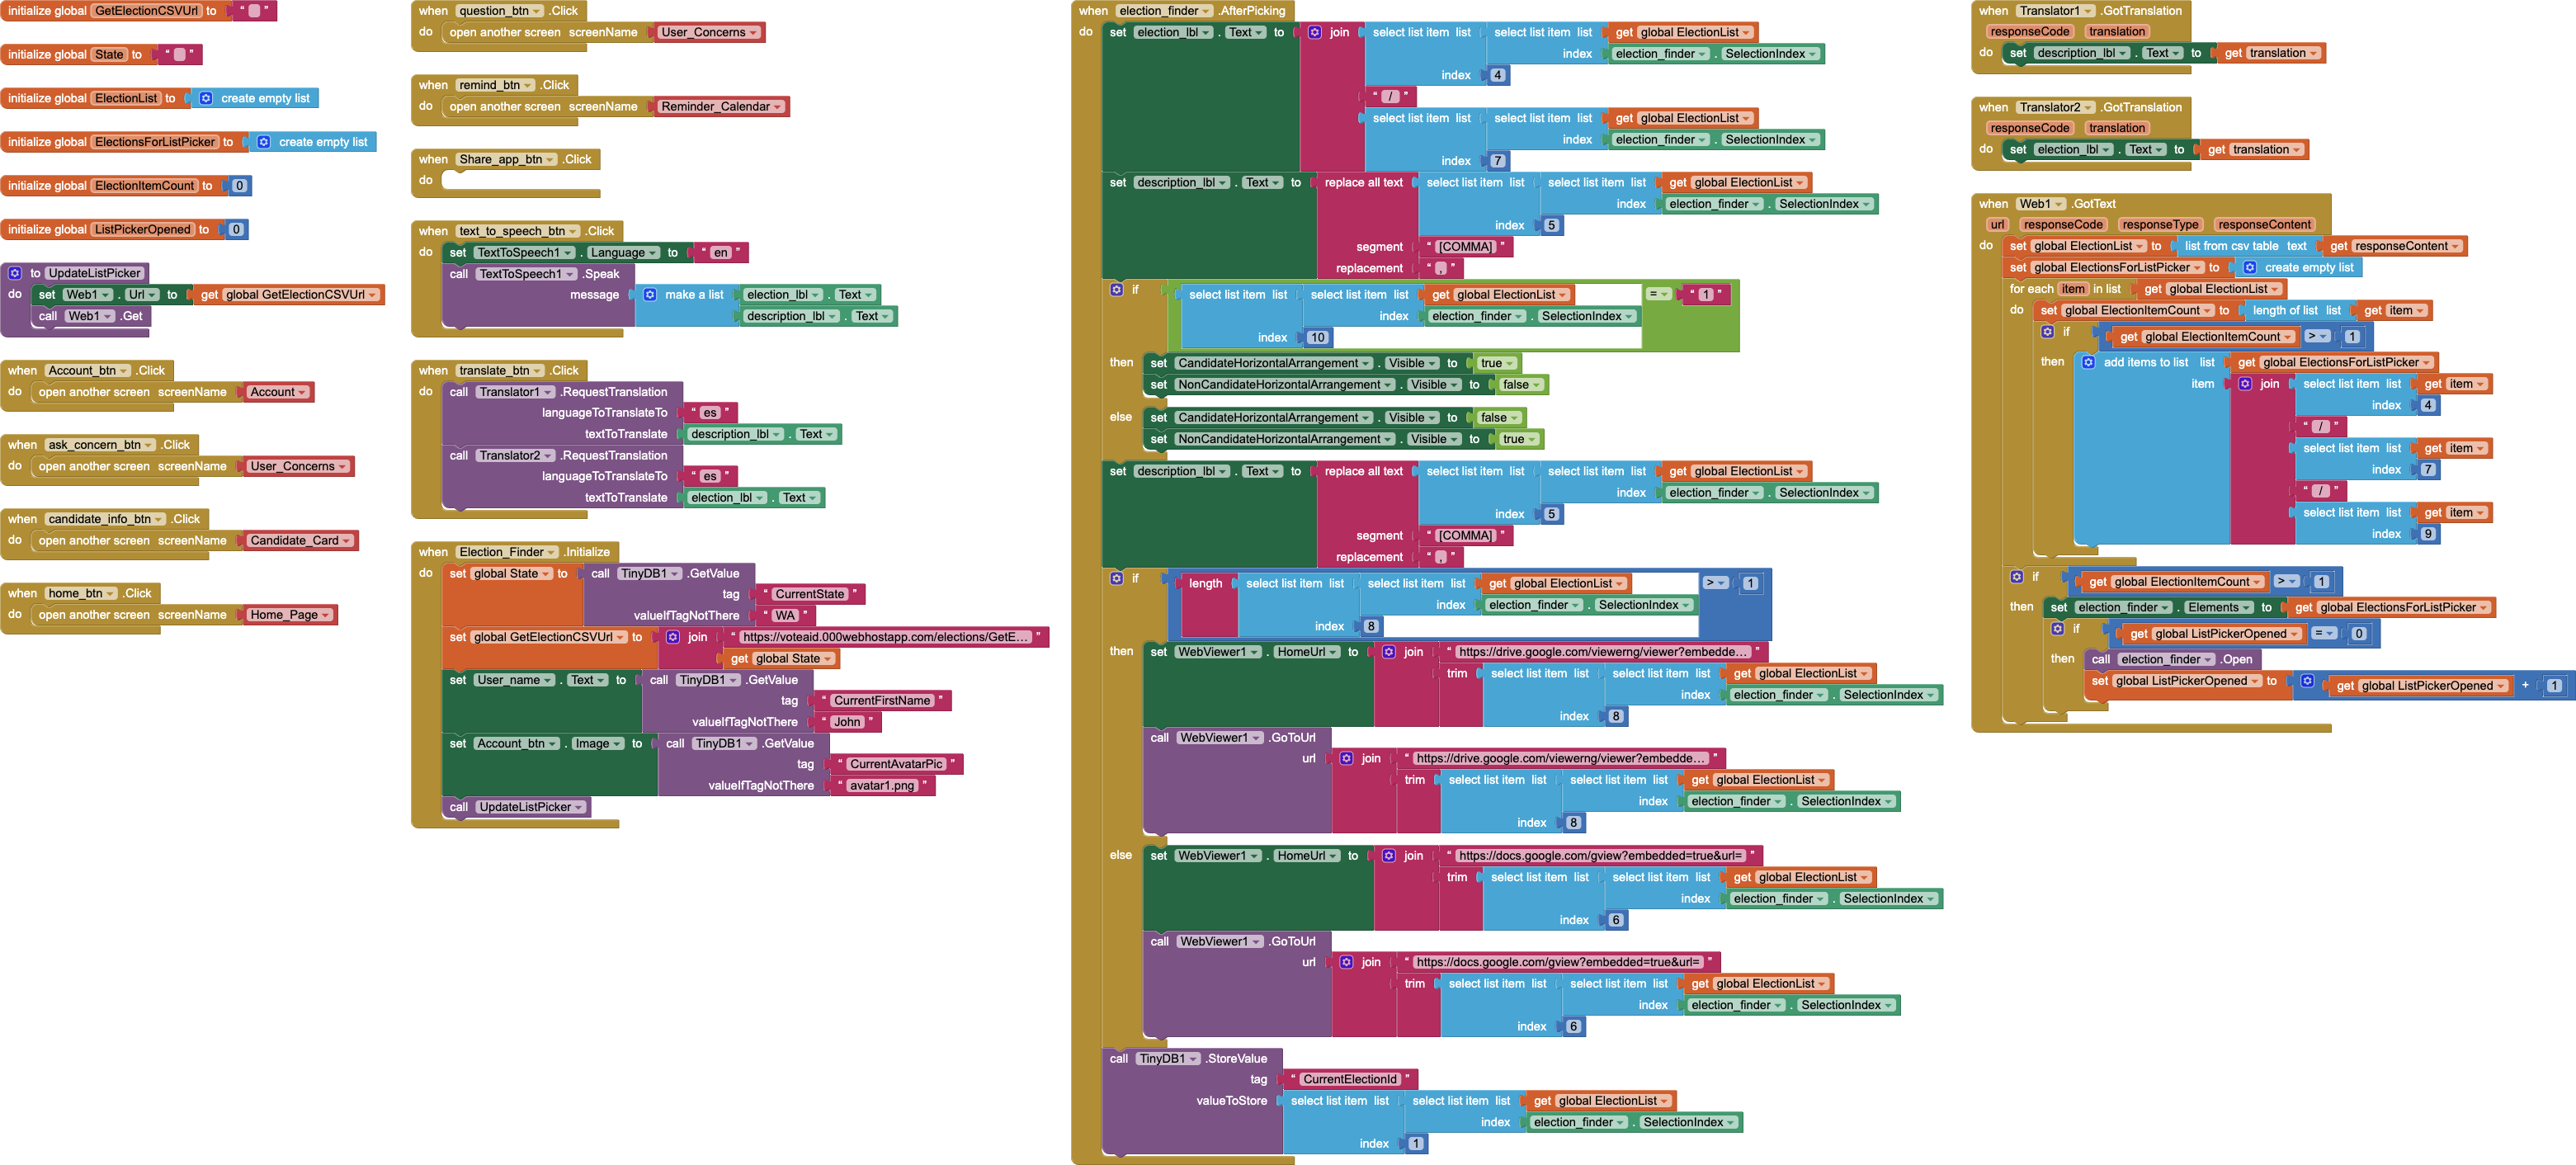 initialize global GetElectionCSVUrl to “ ”
initialize global State to “ ”
initialize global ElectionList to create empty list
initialize global ElectionsForListPicker to create empty list
initialize global ElectionItemCount to 0
initialize global ListPickerOpened to 0
to UpdateListPicker
do set Web1 . Url to get global GetElectionCSVUrl
call Web1 .Get
when Account_btn .Click
do open another screen screenName Account
when ask_concern_btn .Click
do open another screen screenName User_Concerns
when candidate_info_btn .Click
do open another screen screenName Candidate_Card
when home_btn .Click
do open another screen screenName Home_Page
when question_btn .Click
do open another screen screenName User_Concerns
when remind_btn .Click
do open another screen screenName Reminder_Calendar
when Share_app_btn .Click
do
when text_to_speech_btn .Click
do set TextToSpeech1 . Language to “ en ”
call TextToSpeech1 .Speak
message make a list election_lbl . Text
description_lbl . Text
when translate_btn .Click
do call Translator1 .RequestTranslation
languageToTranslateTo “ es ”
textToTranslate description_lbl . Text
call Translator2 .RequestTranslation
languageToTranslateTo “ es ”
textToTranslate election_lbl . Text
when Election_Finder .Initialize
do set global State to call TinyDB1 .GetValue
tag “ CurrentState ”
valueIfTagNotThere “ WA ”
set global GetElectionCSVUrl to join “ https://voteaid.000webhostapp.com/elections/GetE... ”
get global State
set User_name . Text to call TinyDB1 .GetValue
tag “ CurrentFirstName ”
valueIfTagNotThere “ John ”
set Account_btn . Image to call TinyDB1 .GetValue
tag “ CurrentAvatarPic ”
valueIfTagNotThere “ avatar1.png ”
call UpdateListPicker
when election_finder .AfterPicking
do set election_lbl . Text to join select list item list select list item list get global ElectionList
index election_finder . SelectionIndex
index 4
“ / ”
select list item list select list item list get global ElectionList
index election_finder . SelectionIndex
index 7
set description_lbl . Text to replace all text select list item list select list item list get global ElectionList
index election_finder . SelectionIndex
index 5
segment “ [COMMA] ”
replacement “ , ”
if select list item list select list item list get global ElectionList = “ 1 ”
index election_finder . SelectionIndex
index 10
then set CandidateHorizontalArrangement . Visible to true
set NonCandidateHorizontalArrangement . Visible to false
else set CandidateHorizontalArrangement . Visible to false
set NonCandidateHorizontalArrangement . Visible to true
set description_lbl . Text to replace all text select list item list select list item list get global ElectionList
index election_finder . SelectionIndex
index 5
segment “ [COMMA] ”
replacement “ , ”
if length select list item list select list item list get global ElectionList > 1
index election_finder . SelectionIndex
index 8
then set WebViewer1 . HomeUrl to join “ https://drive.google.com/viewerng/viewer?embedde... ”
trim select list item list select list item list get global ElectionList
index election_finder . SelectionIndex
index 8
call WebViewer1 .GoToUrl
url join “ https://drive.google.com/viewerng/viewer?embedde... ”
trim select list item list select list item list get global ElectionList
index election_finder . SelectionIndex
index 8
else set WebViewer1 . HomeUrl to join “ https://docs.google.com/gview?embedded=true&url= ”
trim select list item list select list item list get global ElectionList
index election_finder . SelectionIndex
index 6
call WebViewer1 .GoToUrl
url join “ https://docs.google.com/gview?embedded=true&url= ”
trim select list item list select list item list get global ElectionList
index election_finder . SelectionIndex
index 6
call TinyDB1 .StoreValue
tag “ CurrentElectionId ”
valueToStore select list item list select list item list get global ElectionList
index election_finder . SelectionIndex
index 1
when Translator1 .GotTranslation
responseCode translation
do set description_lbl . Text to get translation
when Translator2 .GotTranslation
responseCode translation
do set election_lbl . Text to get translation
when Web1 .GotText
url responseCode responseType responseContent
do set global ElectionList to list from csv table text get responseContent
set global ElectionsForListPicker to create empty list
for each item in list get global ElectionList
do set global ElectionItemCount to length of list list get item
if get global ElectionItemCount > 1
then add items to list list get global ElectionsForListPicker
item join select list item list get item
index 4
“ / ”
select list item list get item
index 7
“ / ”
select list item list get item
index 9
if get global ElectionItemCount > 1
then set election_finder . Elements to get global ElectionsForListPicker
if get global ListPickerOpened = 0
then call election_finder .Open
set global ListPickerOpened to get global ListPickerOpened + 1